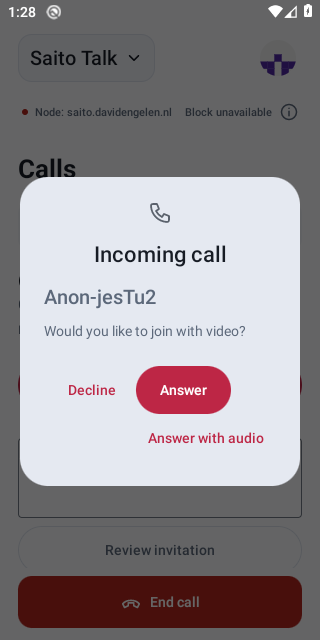 1:28
Saito Talk
Node: saito.davidengelen.nl Block unavailable
Calls
Incoming call
Anon-jesTu2
Would you like to join with video?
Decline
Answer
Answer with audio
Review invitation
End call